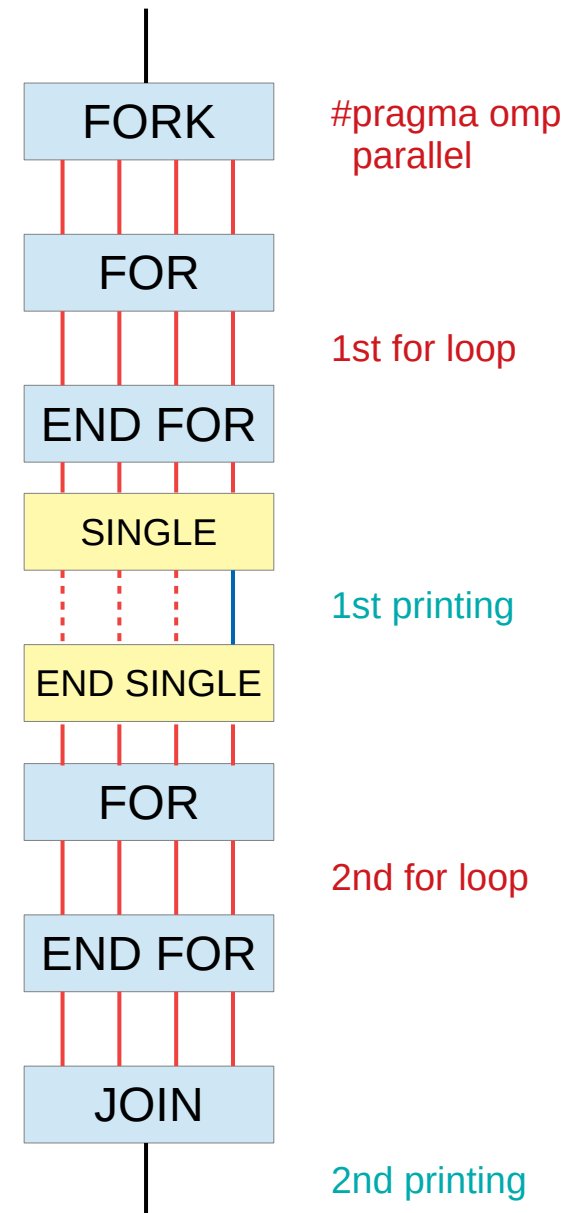 FORK
#pragma omp
parallel
FOR
1st for loop
END FOR
SINGLE
1st printing
END SINGLE
FOR
2nd for loop
END FOR
JOIN
2nd printing